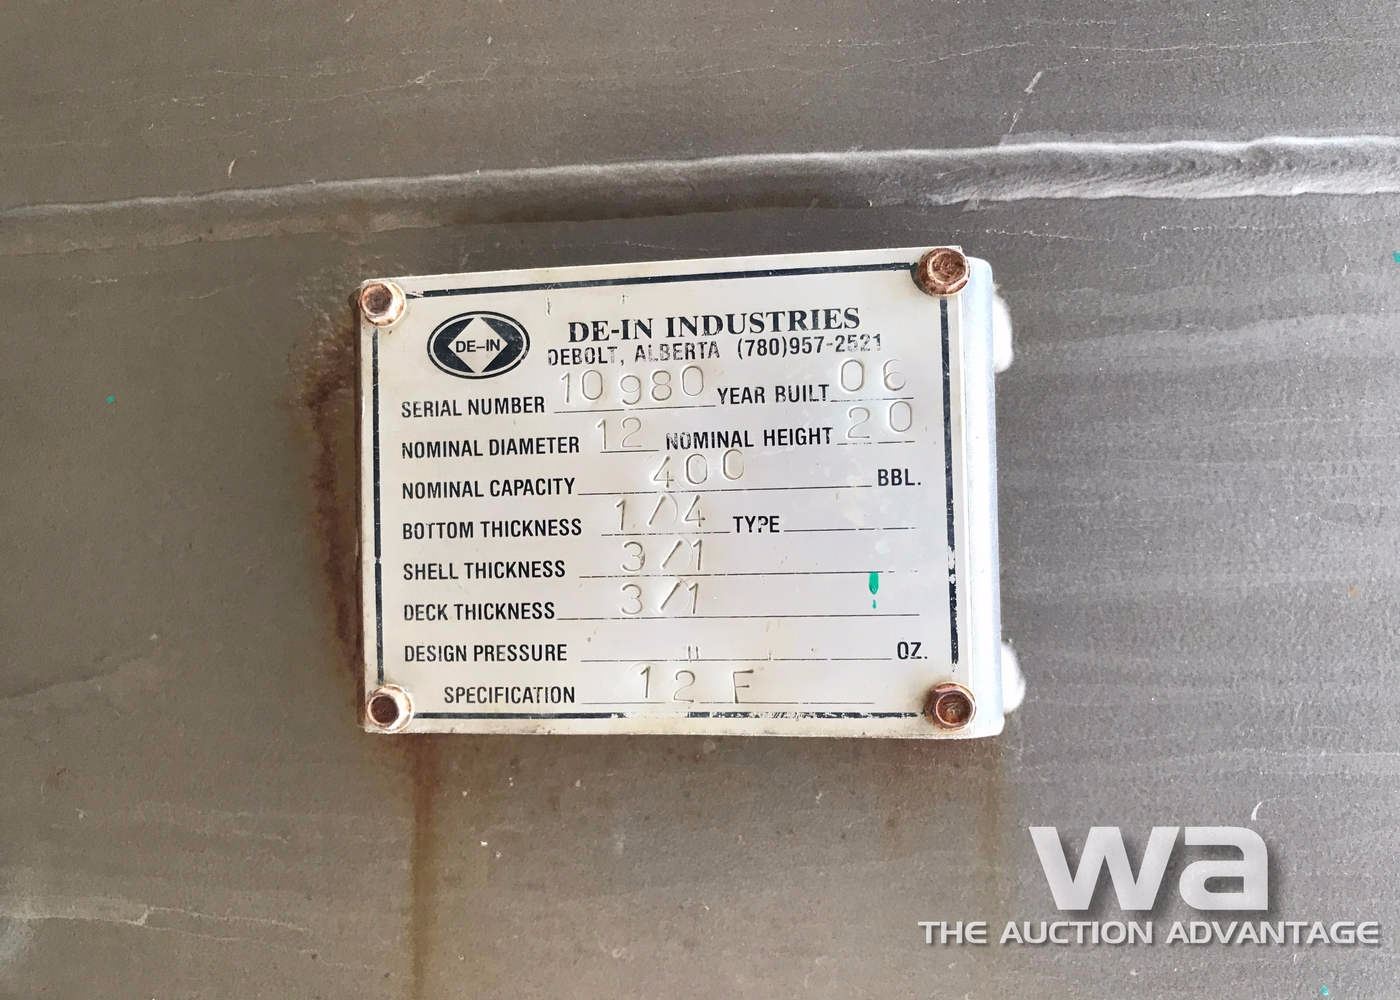 DE-IN
DE-IN INDUSTRIES
DEBOLT, ALBERTA (780)957-2521
SERIAL NUMBER 10980 YEAR BUILT 06
NOMINAL DIAMETER 12 NOMINAL HEIGHT 20
NOMINAL CAPACITY 400 BBL.
BOTTOM THICKNESS 1/4 TYPE
SHELL THICKNESS 3/1
DECK THICKNESS 3/1
DESIGN PRESSURE OZ.
SPECIFICATION 12 F
wa
THE AUCTION ADVANTAGE